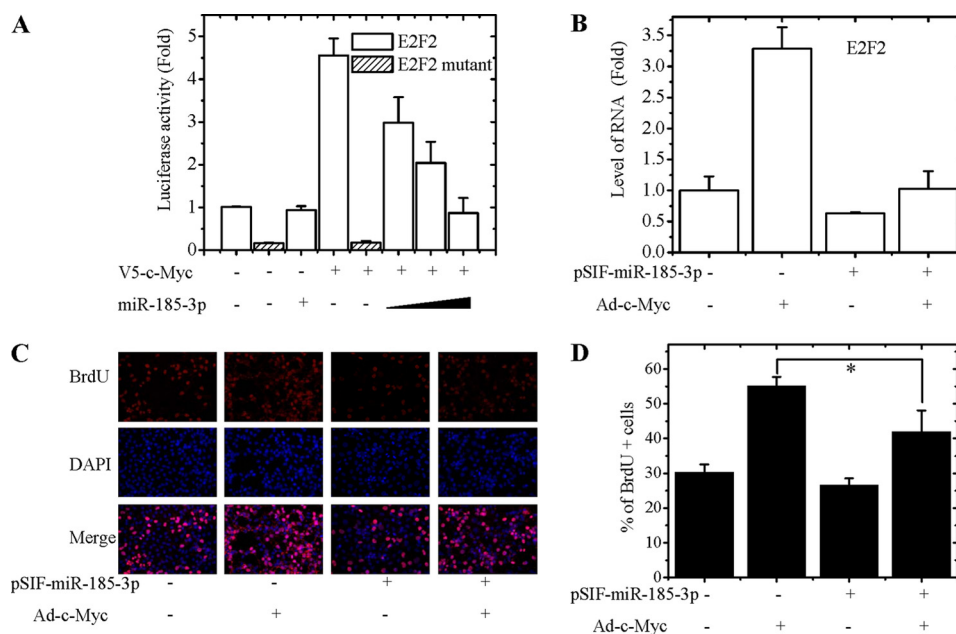 A
Luciferase activity (Fold)
5
4
3
2
1
0
E2F2
E2F2 mutant
V5-c-Myc - - - + + + + +
miR-185-3p - - + - -
B
Level of RNA (Fold)
3.5
3.0
2.5
2.0
1.5
1.0
0.5
0.0
E2F2
pSIF-miR-185-3p - - + +
Ad-c-Myc - + - +
C
BrdU
DAPI
Merge
pSIF-miR-185-3p - - + +
Ad-c-Myc - + - +
D
% of BrdU + cells
60
50
40
30
20
10
0
*
pSIF-miR-185-3p - - + +
Ad-c-Myc - + - +